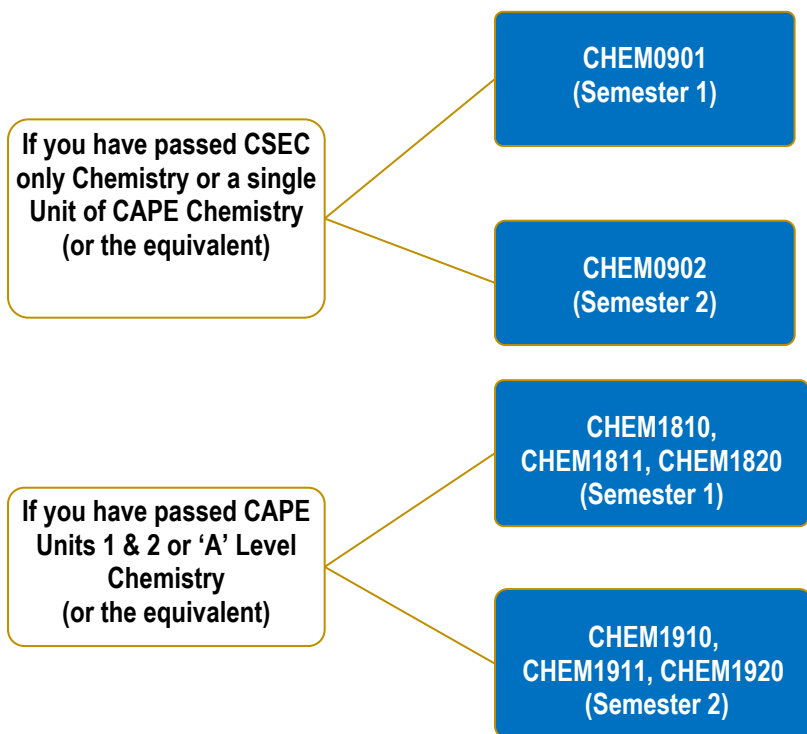 If you have passed CSEC
only Chemistry or a single
Unit of CAPE Chemistry
(or the equivalent)
CHEM0901
(Semester 1)
CHEM0902
(Semester 2)
If you have passed CAPE
Units 1 & 2 or ‘A’ Level
Chemistry
(or the equivalent)
CHEM1810,
CHEM1811, CHEM1820
(Semester 1)
CHEM1910,
CHEM1911, CHEM1920
(Semester 2)